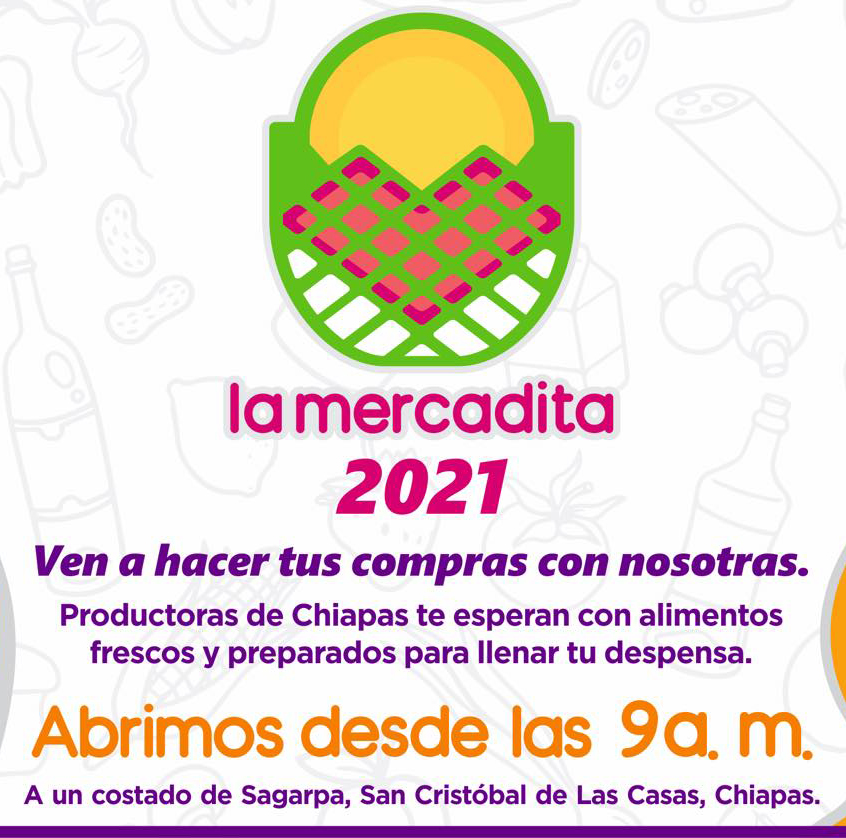 la mercadita
2021
Ven a hacer tus compras con nosotras.
Productoras de Chiapas te esperan con alimentos
frescos y preparados para llenar tu despensa.
Abrimos desde las 9 a. m.
A un costado de Sagarpa, San Cristóbal de Las Casas, Chiapas.